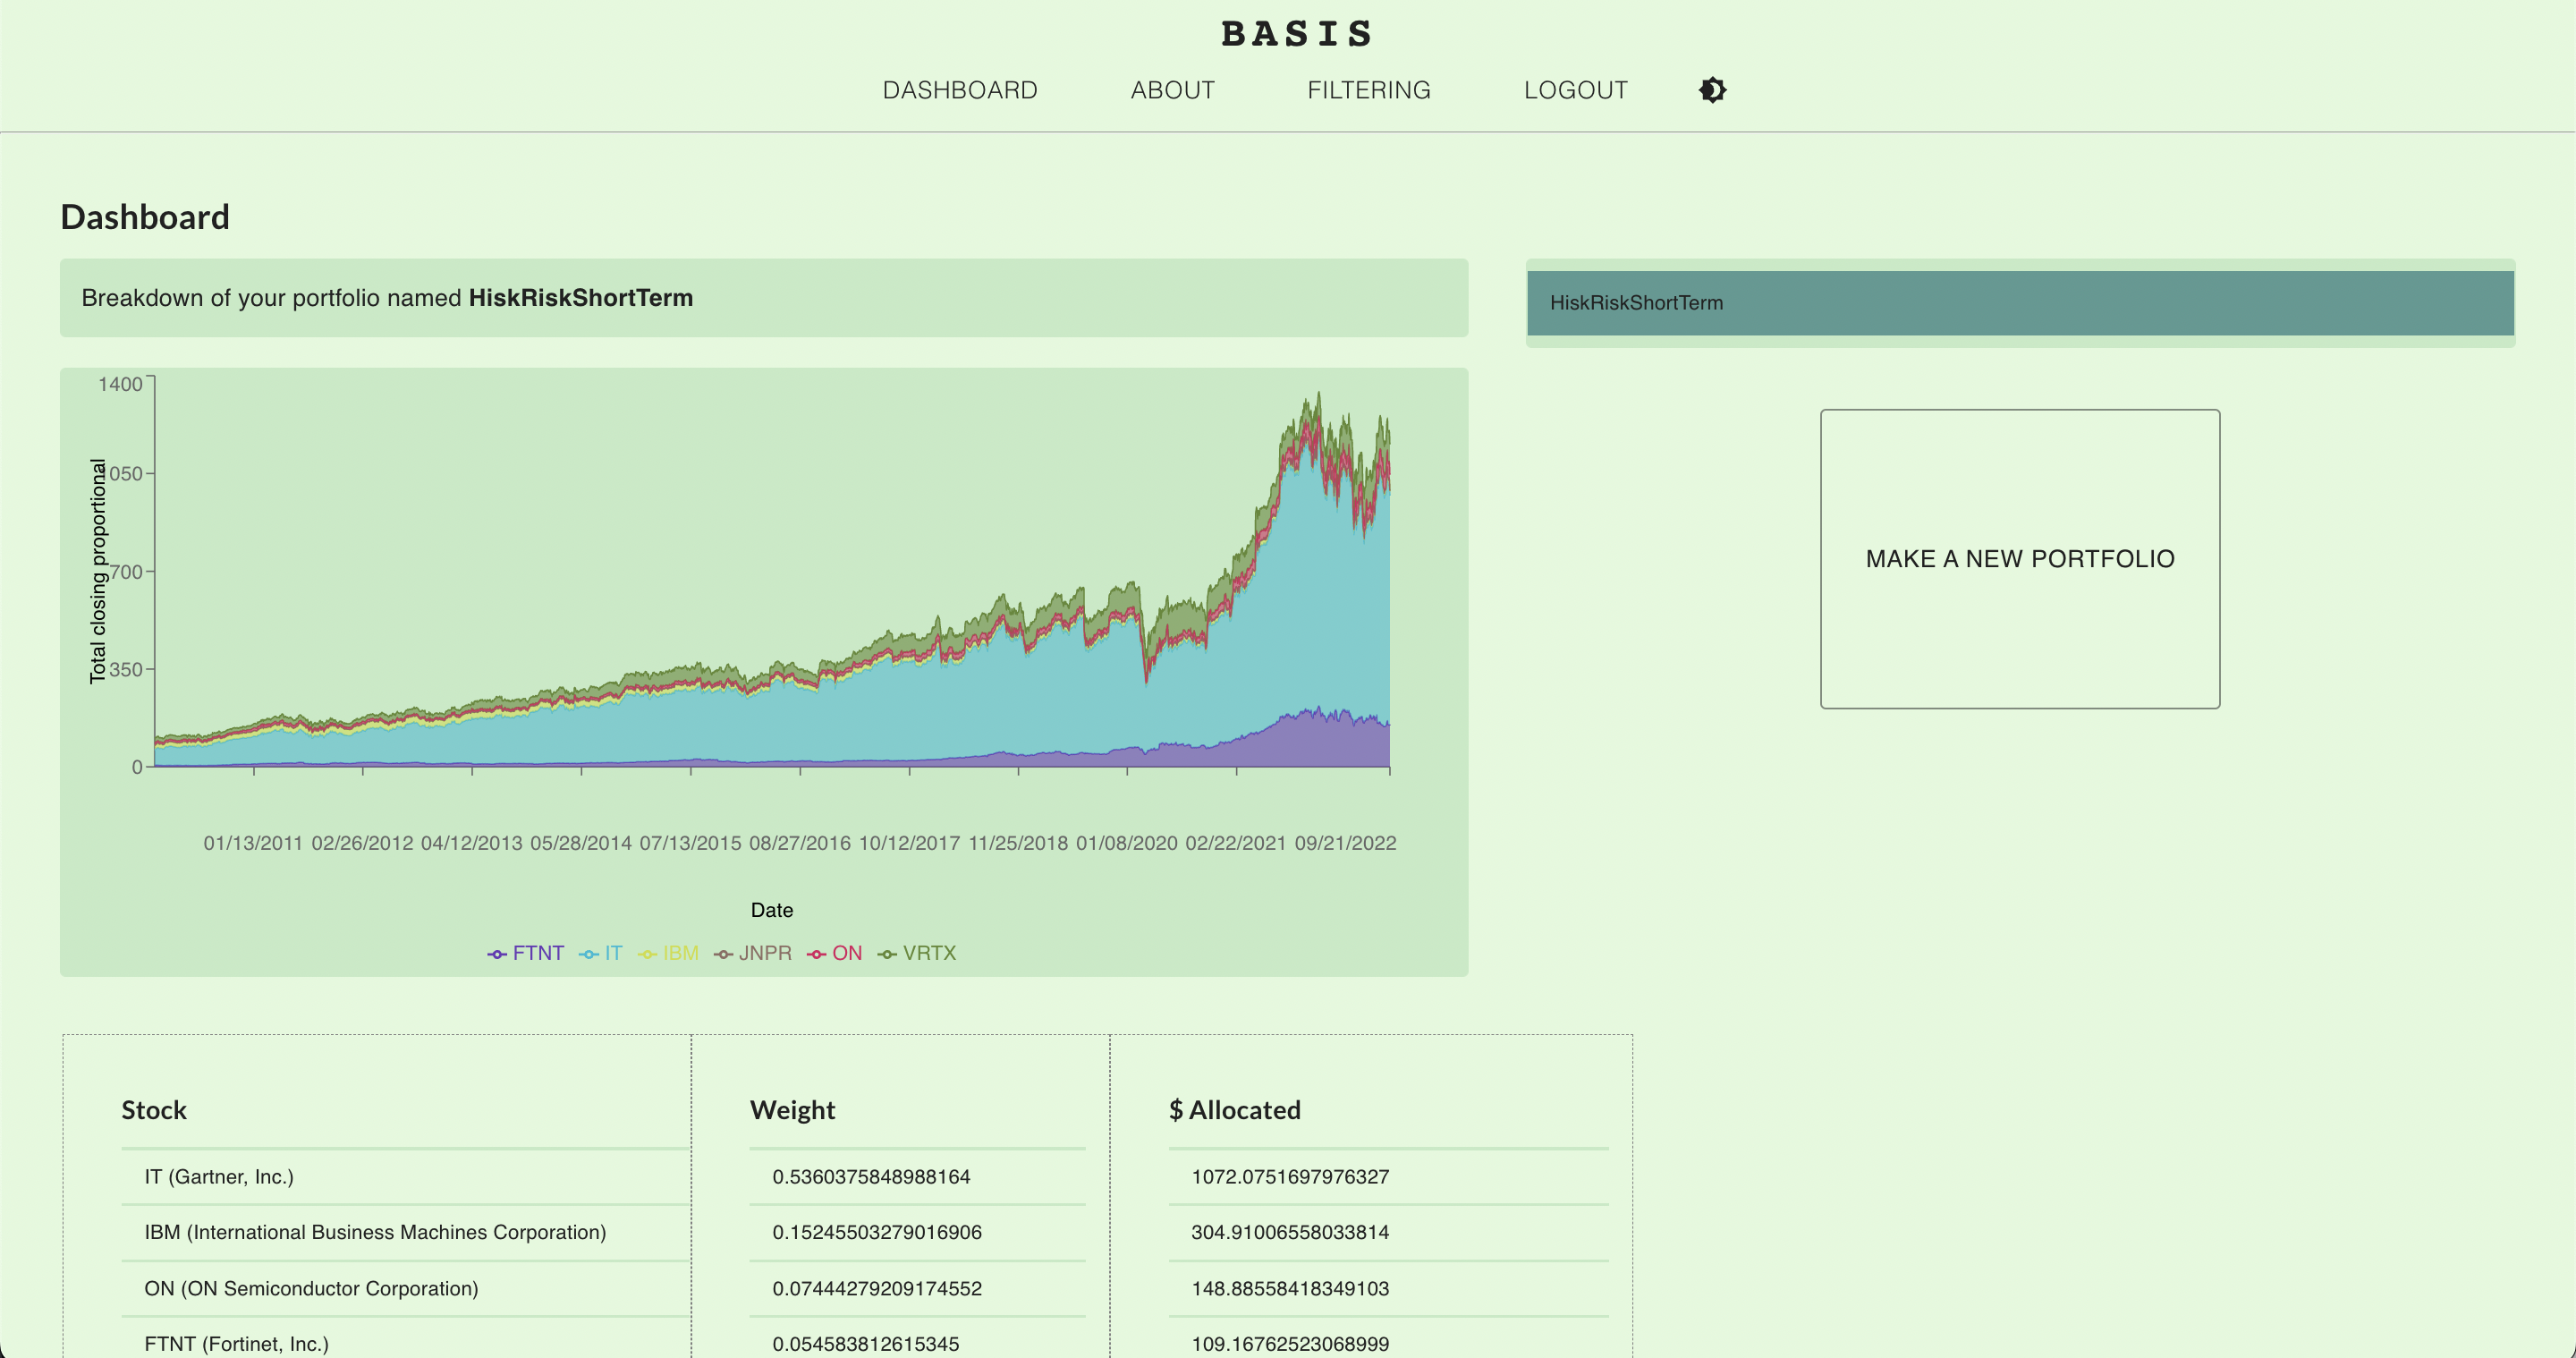 BASIS
DASHBOARD ABOUT FILTERING LOGOUT
Dashboard
Breakdown of your portfolio named HiskRiskShortTerm
HiskRiskShortTerm
MAKE A NEW PORTFOLIO
Total closing proportional
1400
1050
700
350
0
01/13/2011 02/26/2012 04/12/2013 05/28/2014 07/13/2015 08/27/2016 10/12/2017 11/25/2018 01/08/2020 02/22/2021 09/21/2022
Date
FTNT IT IBM JNPR ON VRTX
Stock Weight $ Allocated
IT (Gartner, Inc.) 0.5360375848988164 1072.0751697976327
IBM (International Business Machines Corporation) 0.15245503279016906 304.91006558033814
ON (ON Semiconductor Corporation) 0.07444279209174552 148.88558418349103
FTNT (Fortinet, Inc.) 0.054583812615345 109.16762523068999